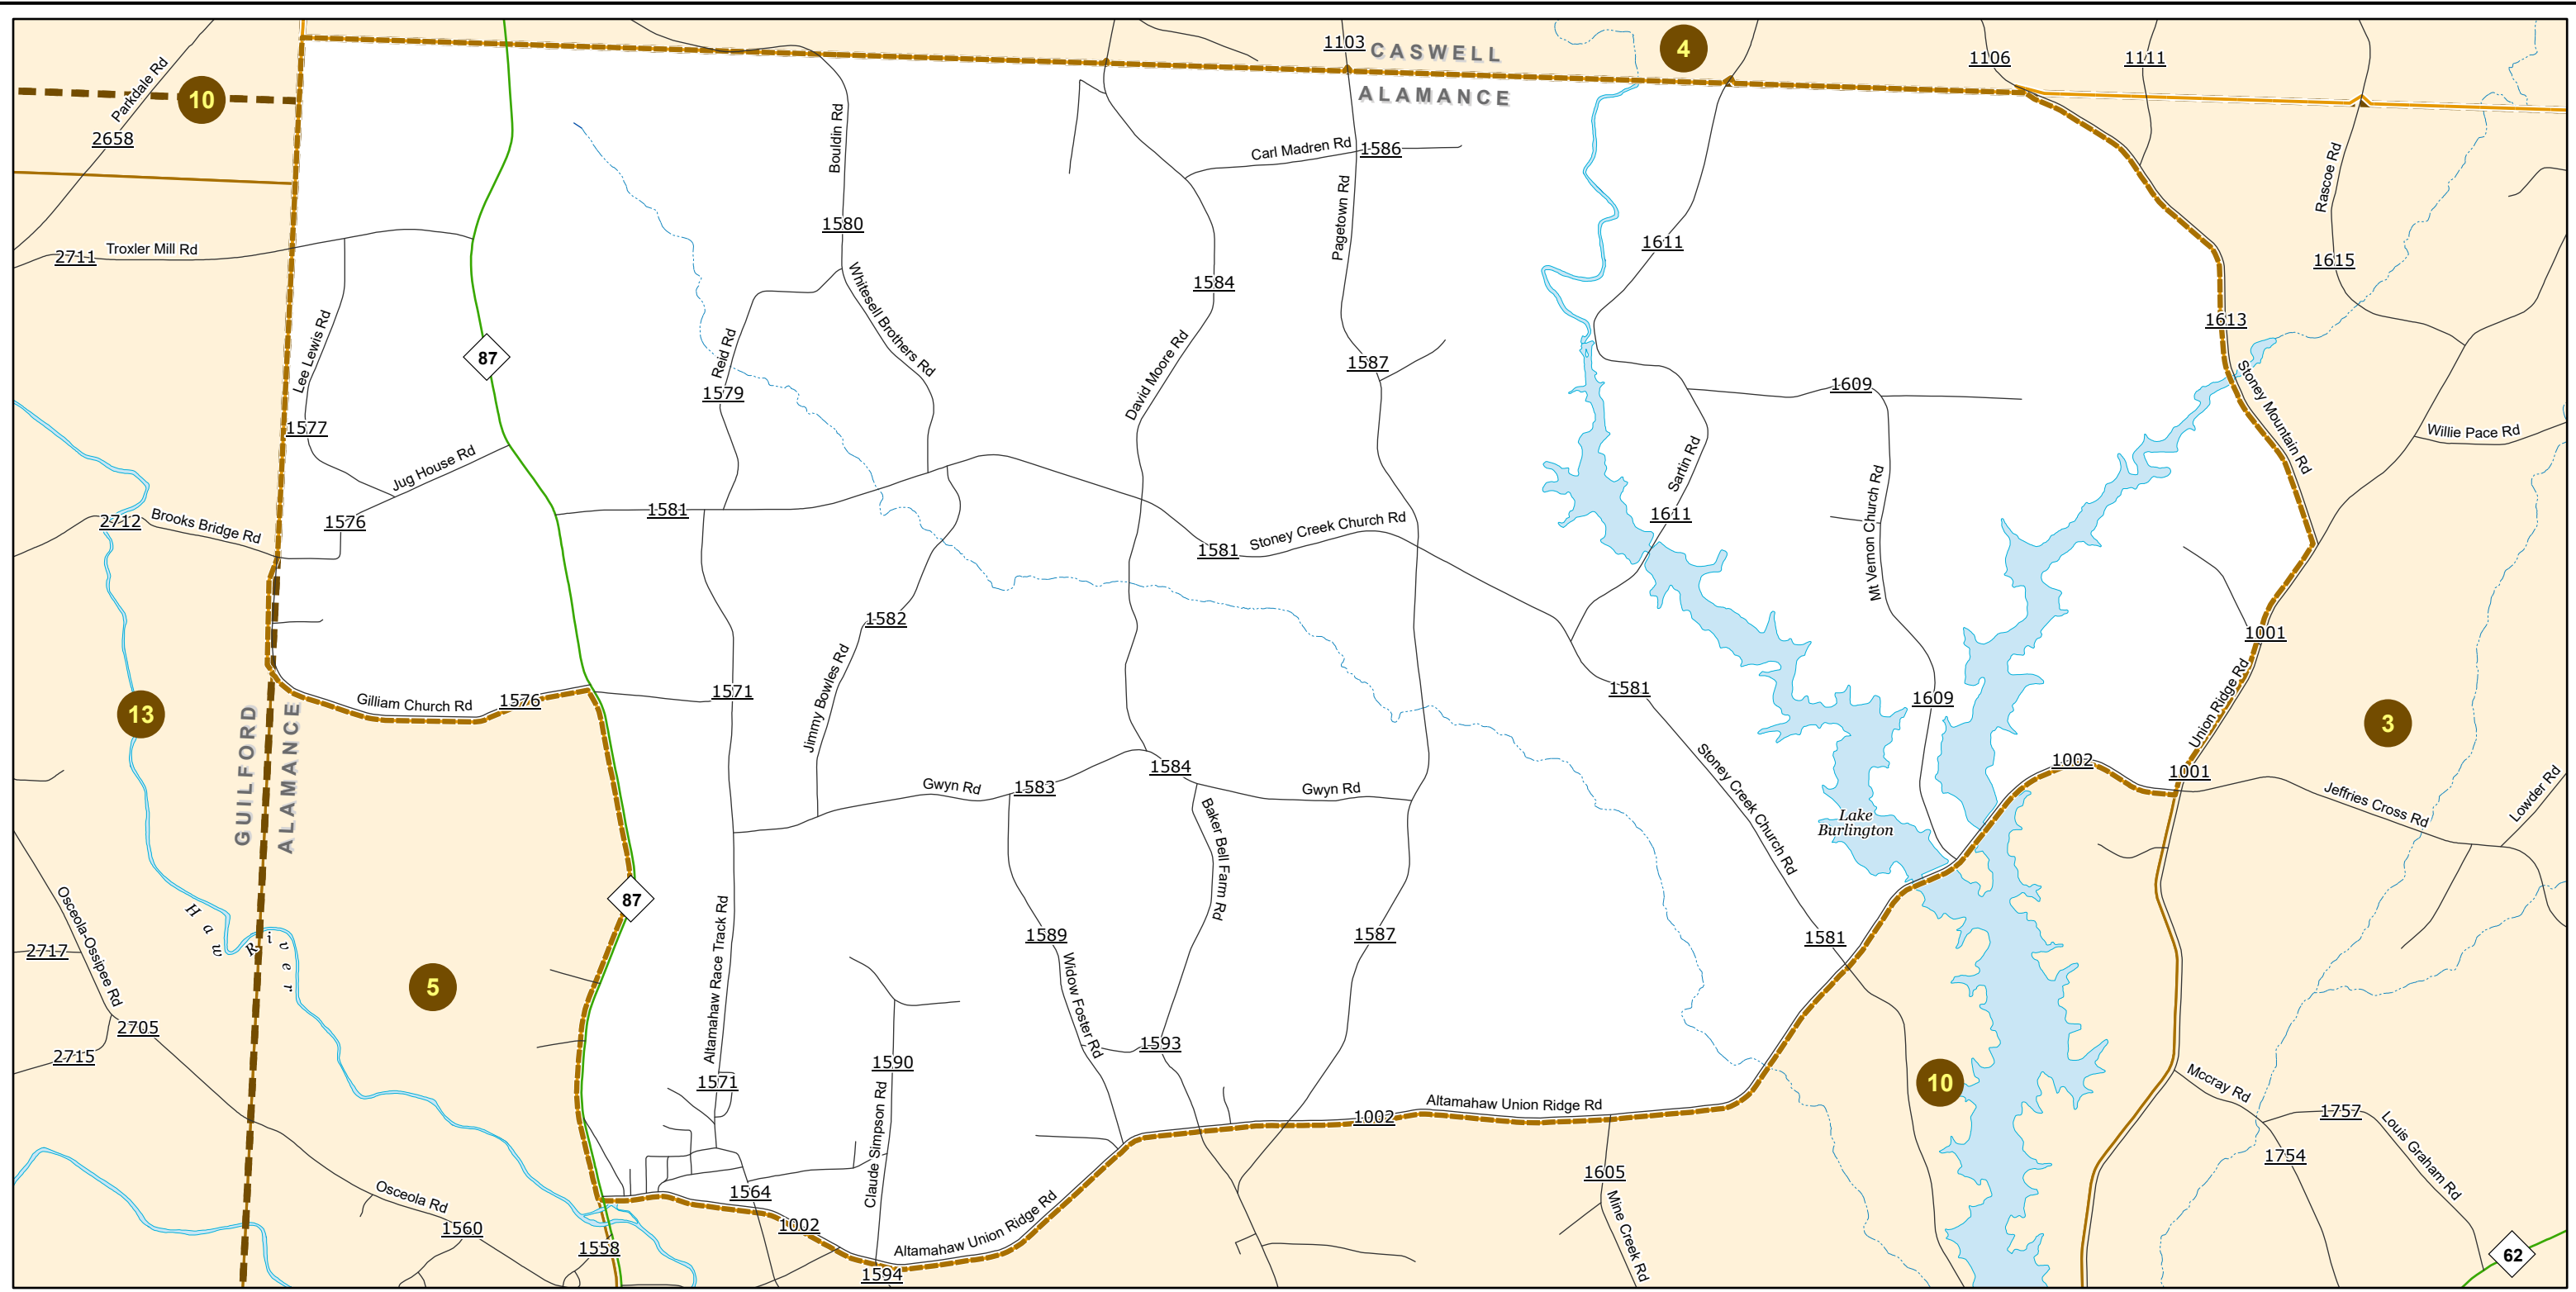 1103
CASWELL
4
1106
1111
ALAMANCE
Parkdale Rd
10
2658
Bouldin Rd
Carl Madren Rd
1586
Rascoe Rd
Pagetown Rd
1580
2711
Troxler Mill Rd
1611
1615
1584
Whitesell Brothers Rd
1613
Lee Lewis Rd
87
Reid Rd
David Moore Rd
1587
1579
1609
Stoney Mountain Rd
1577
Willie Pace Rd
Jug House Rd
Sartin Rd
2712
Brooks Bridge Rd
1576
1581
Stoney Creek Church Rd
1581
1611
Mt Vernon Church Rd
1582
1001
Jimmy Bowles Rd
1571
1581
1609
Union Ridge Rd
Gilliam Church Rd
1576
13
3
GUILFORD
ALAMANCE
1584
1002
1001
Gwyn Rd
1583
Gwyn Rd
Stoney Creek Church Rd
Jeffries Cross Rd
Lowder Rd
Baker Bell Farm Rd
Lake
Burlington
87
Osceola-Ossipee Rd
Haw River
Altamahaw Race Track Rd
1589
1587
1581
2717
Widow Foster Rd
5
2705
2715
1593
1590
1571
10
Mccray Rd
Altamahaw Union Ridge Rd
1002
1757
Louis Graham Rd
Claude Simpson Rd
1754
1605
Osceola Rd
1564
Mine Creek Rd
1560
1002
Altamahaw Union Ridge Rd
1558
62
1594